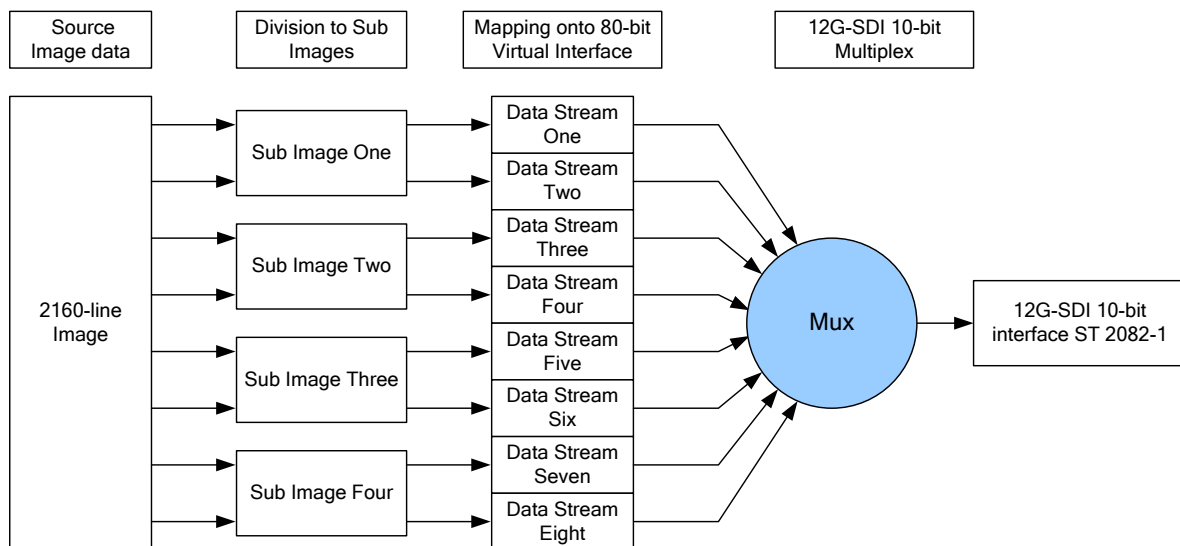 Source
Image data
Division to Sub
Images
Mapping onto 80-bit
Virtual Interface
12G-SDI 10-bit
Multiplex
2160-line
Image
Sub Image One
Sub Image Two
Sub Image Three
Sub Image Four
Data Stream
One
Data Stream
Two
Data Stream
Three
Data Stream
Four
Data Stream
Five
Data Stream
Six
Data Stream
Seven
Data Stream
Eight
Mux
12G-SDI 10-bit
interface ST 2082-1